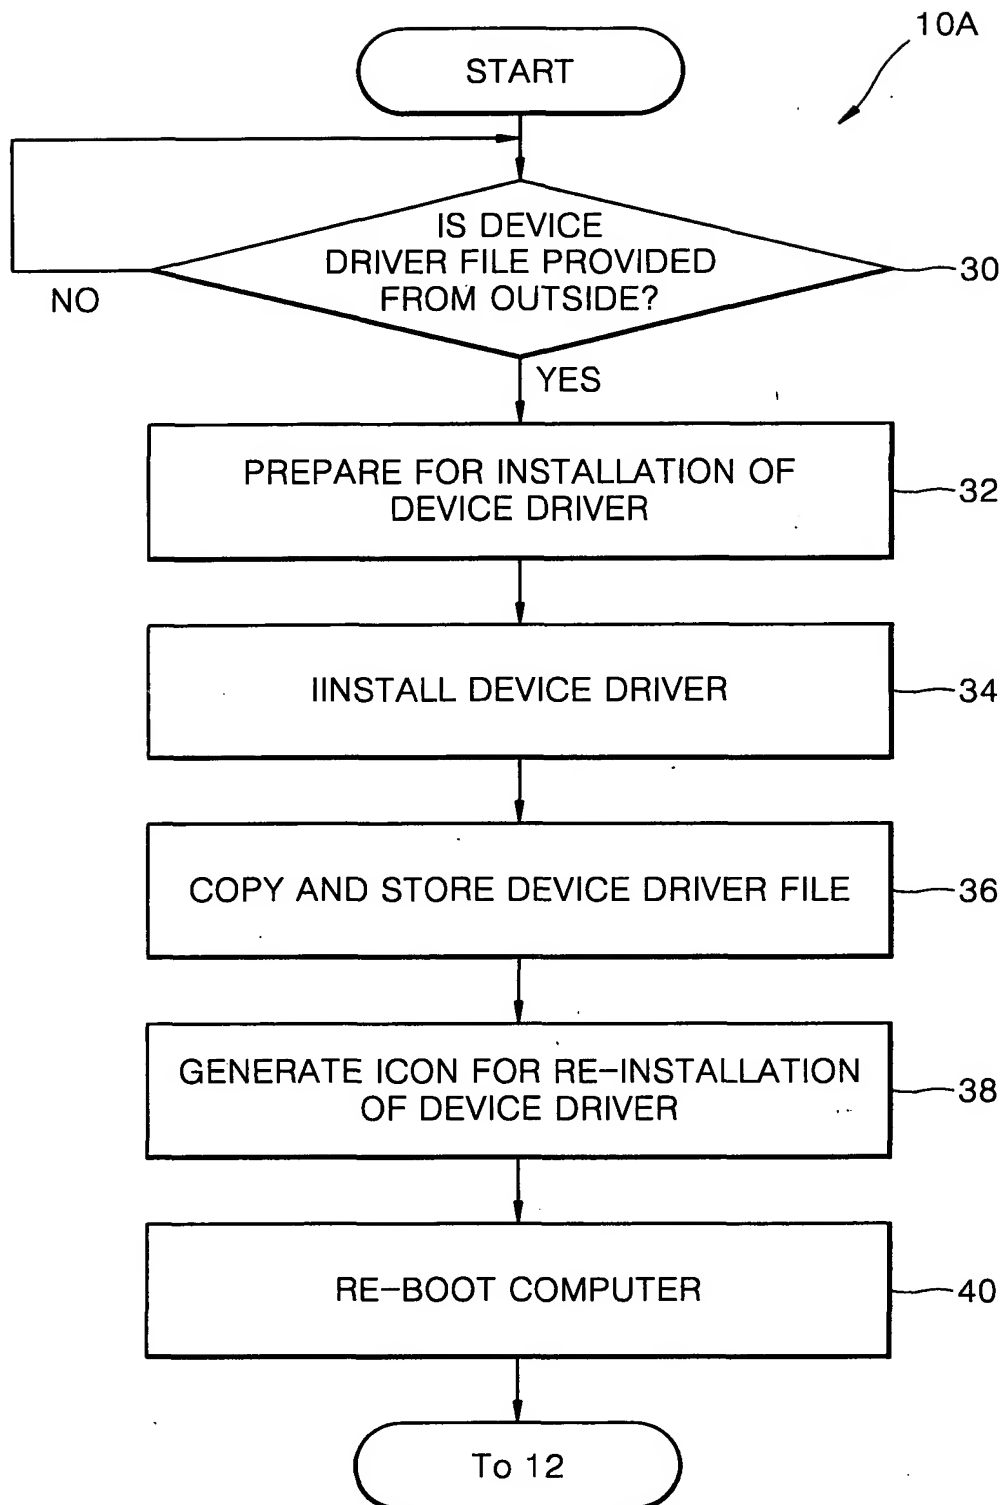 10A
START
IS DEVICE
DRIVER FILE PROVIDED
FROM OUTSIDE?
30
NO
YES
PREPARE FOR INSTALLATION OF
DEVICE DRIVER
32
IINSTALL DEVICE DRIVER
34
COPY AND STORE DEVICE DRIVER FILE
36
GENERATE ICON FOR RE-INSTALLATION
OF DEVICE DRIVER
38
RE-BOOT COMPUTER
40
To 12